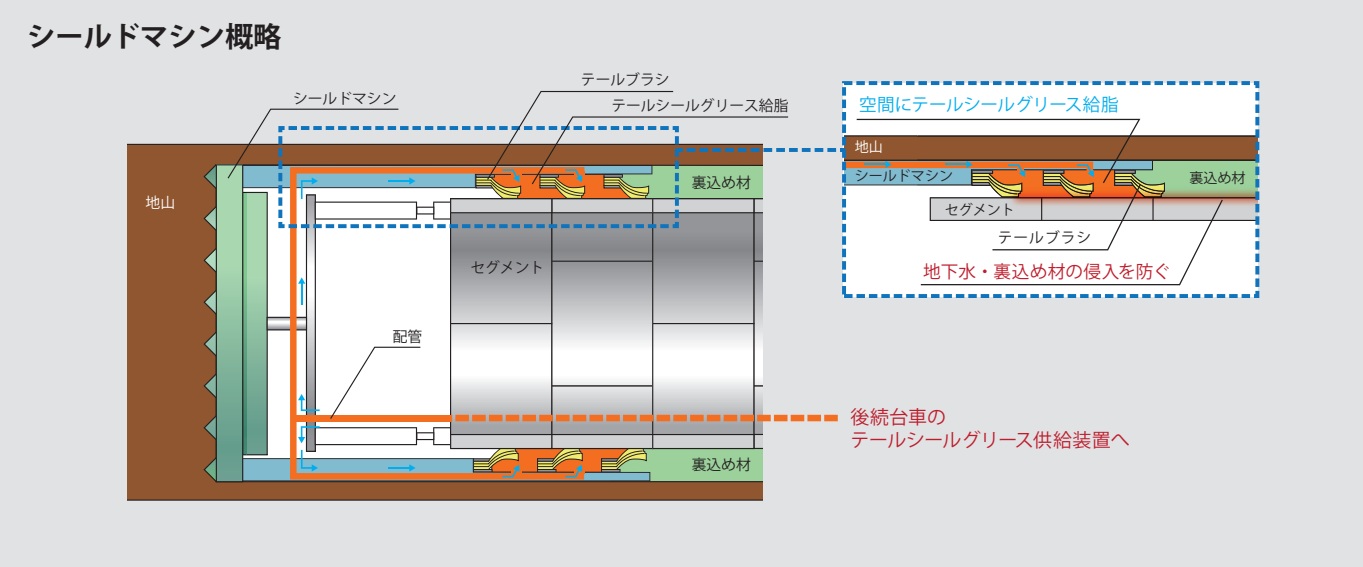 シールドマシン概略
テールブラシ
シールドマシン
テールシールグリース給脂
地山
裏込め材
セグメント
配管
裏込め材
後続台車の
テールシールグリース供給装置へ
空間にテールシールグリース給脂
地山
シールドマシン
裏込め材
セグメント
テールブラシ
地下水・裏込め材の侵入を防ぐ